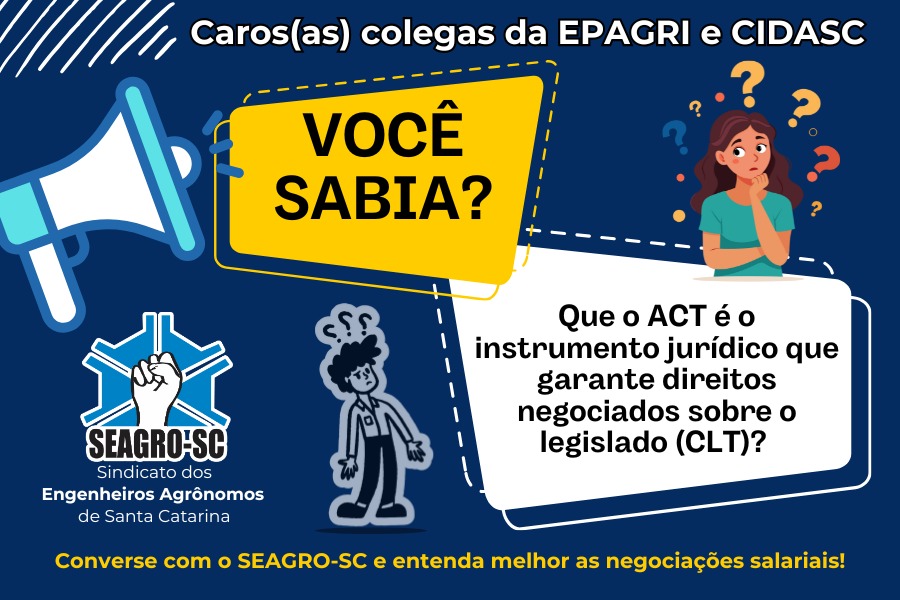 Caros(as) colegas da EPAGRI e CIDASC
VOCÊ
SABIA?
Que o ACT é o
instrumento jurídico que
garante direitos
negociados sobre o
legislado (CLT)?
SEAGRO-SC
Sindicato dos
Engenheiros Agrônomos
de Santa Catarina
Converse com o SEAGRO-SC e entenda melhor as negociações salariais!